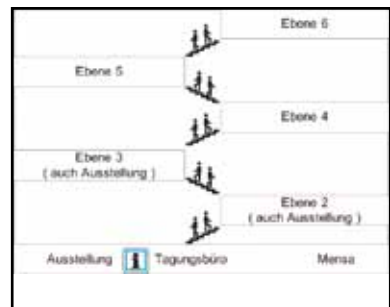 Ebene 6
Ebene 5
Ebene 4
Ebene 3
( auch Ausstellung )
Ebene 2
(auch Ausstellung )
Ausstellung i Tagungsbüro Mensa